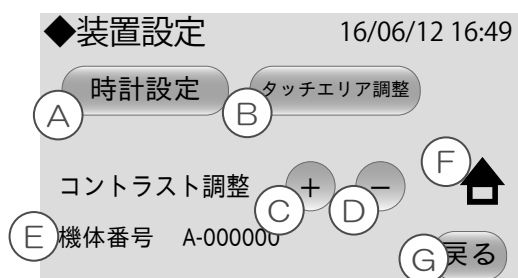 ◆装置設定 16/06/12 16:49
A 時計設定 B タッチエリア調整
F
コントラスト調整 C + D −
E 機体番号 A-000000
G 戻る